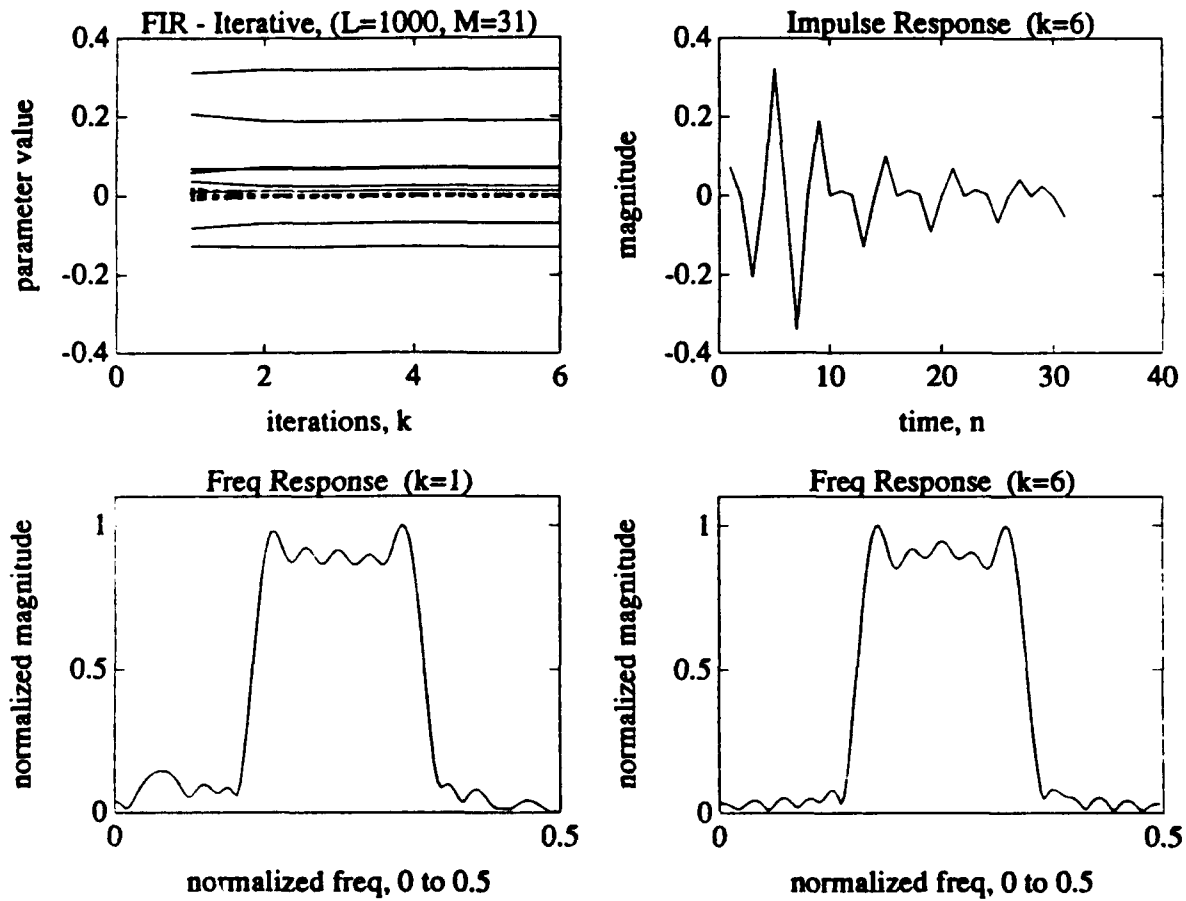 FIR - Iterative, (L=1000, M=31)
0.4
0.2
0
-0.2
-0.4
parameter value
0
2
4
6
iterations, k
Impulse Response (k=6)
0.4
0.2
0
-0.2
-0.4
magnitude
0
10
20
30
40
time, n
Freq Response (k=1)
1
0.5
0
normalized magnitude
0
0.5
normalized freq, 0 to 0.5
Freq Response (k=6)
1
0.5
0
normalized magnitude
0
0.5
normalized freq, 0 to 0.5